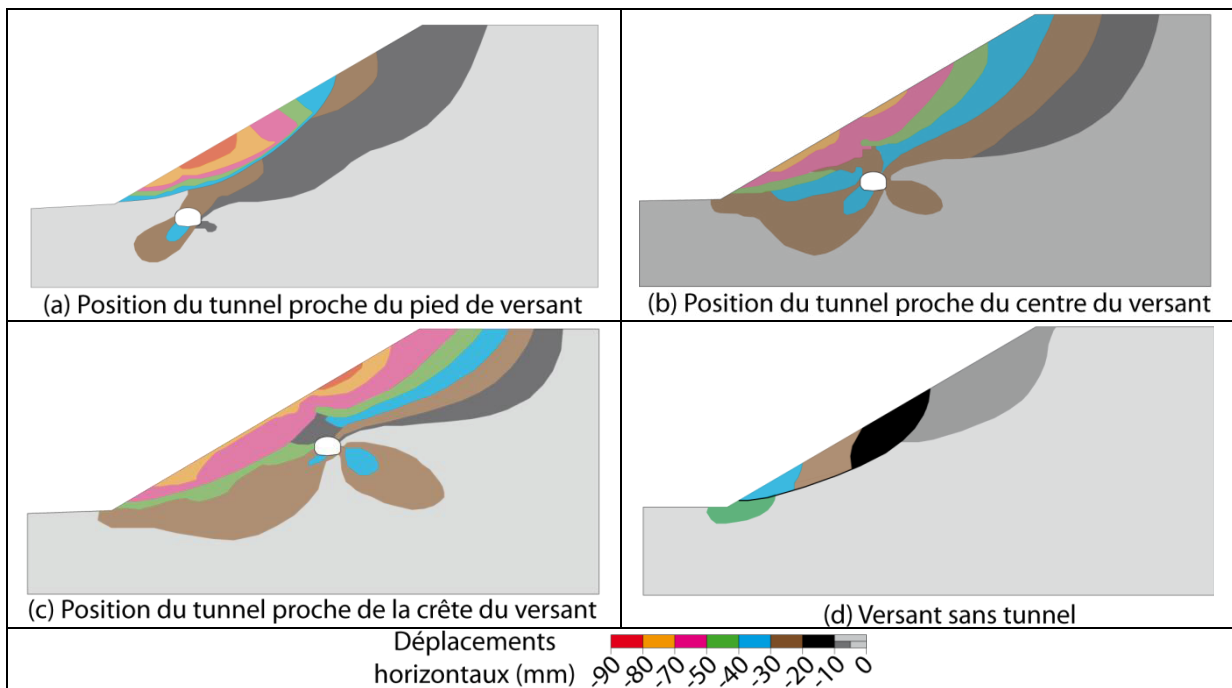 (a) Position du tunnel proche du pied de versant
(b) Position du tunnel proche du centre du versant
(c) Position du tunnel proche de la crête du versant
(d) Versant sans tunnel
Déplacements
horizontaux (mm)
-90 -80 -70 -50 -40 -30 -20 -10 0